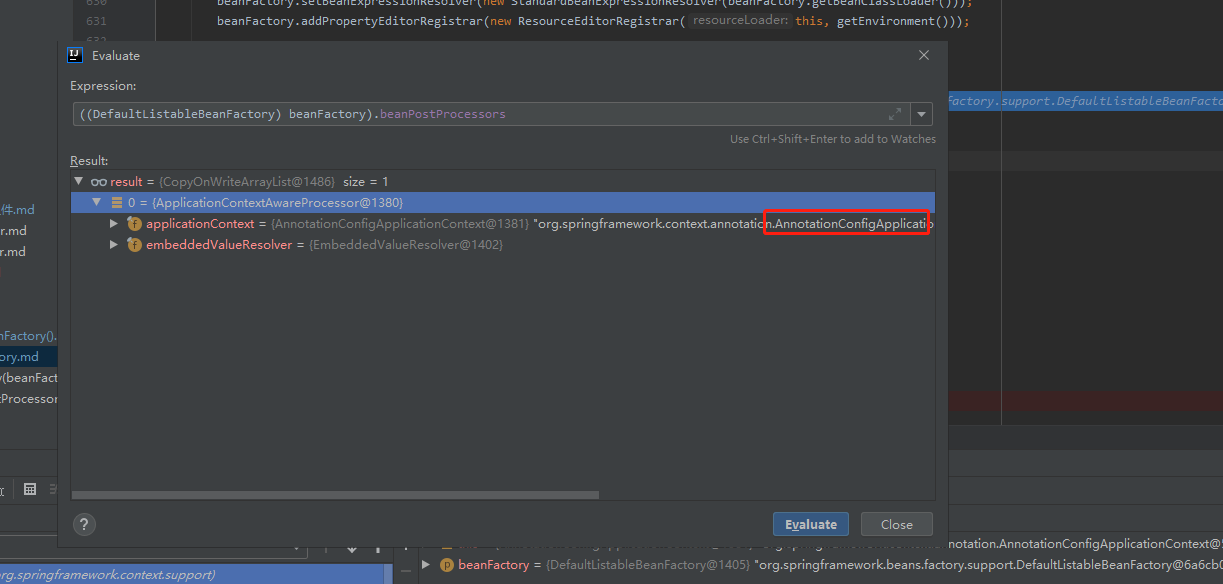 630 beanFactory.setBeanExpressionResolver(new StandardBeanExpressionResolver(beanFactory.getBeanClassLoader()));
631 beanFactory.addPropertyEditorRegistrar(new ResourceEditorRegistrar( resourceLoader: this, getEnvironment()));
632
Evaluate
Expression:
((DefaultListableBeanFactory) beanFactory).beanPostProcessors
factory.support.DefaultListableBeanFacto
Use Ctrl+Shift+Enter to add to Watches
Result:
result = {CopyOnWriteArrayList@1486} size = 1
0 = {ApplicationContextAwareProcessor@1380}
件.md
applicationContext = {AnnotationConfigApplicationContext@1381} "org.springframework.context.annotation.AnnotationConfigApplicatio
r.md
embeddedValueResolver = {EmbeddedValueResolver@1402}
r.md
nFactory().
ory.md
(beanFact
tProcessor
?
Evaluate
Close
notation.AnnotationConfigApplicationContext@5
beanFactory = {DefaultListableBeanFactory@1405} "org.springframework.beans.factory.support.DefaultListableBeanFactory@6a6cb0
org.springframework.context.support)